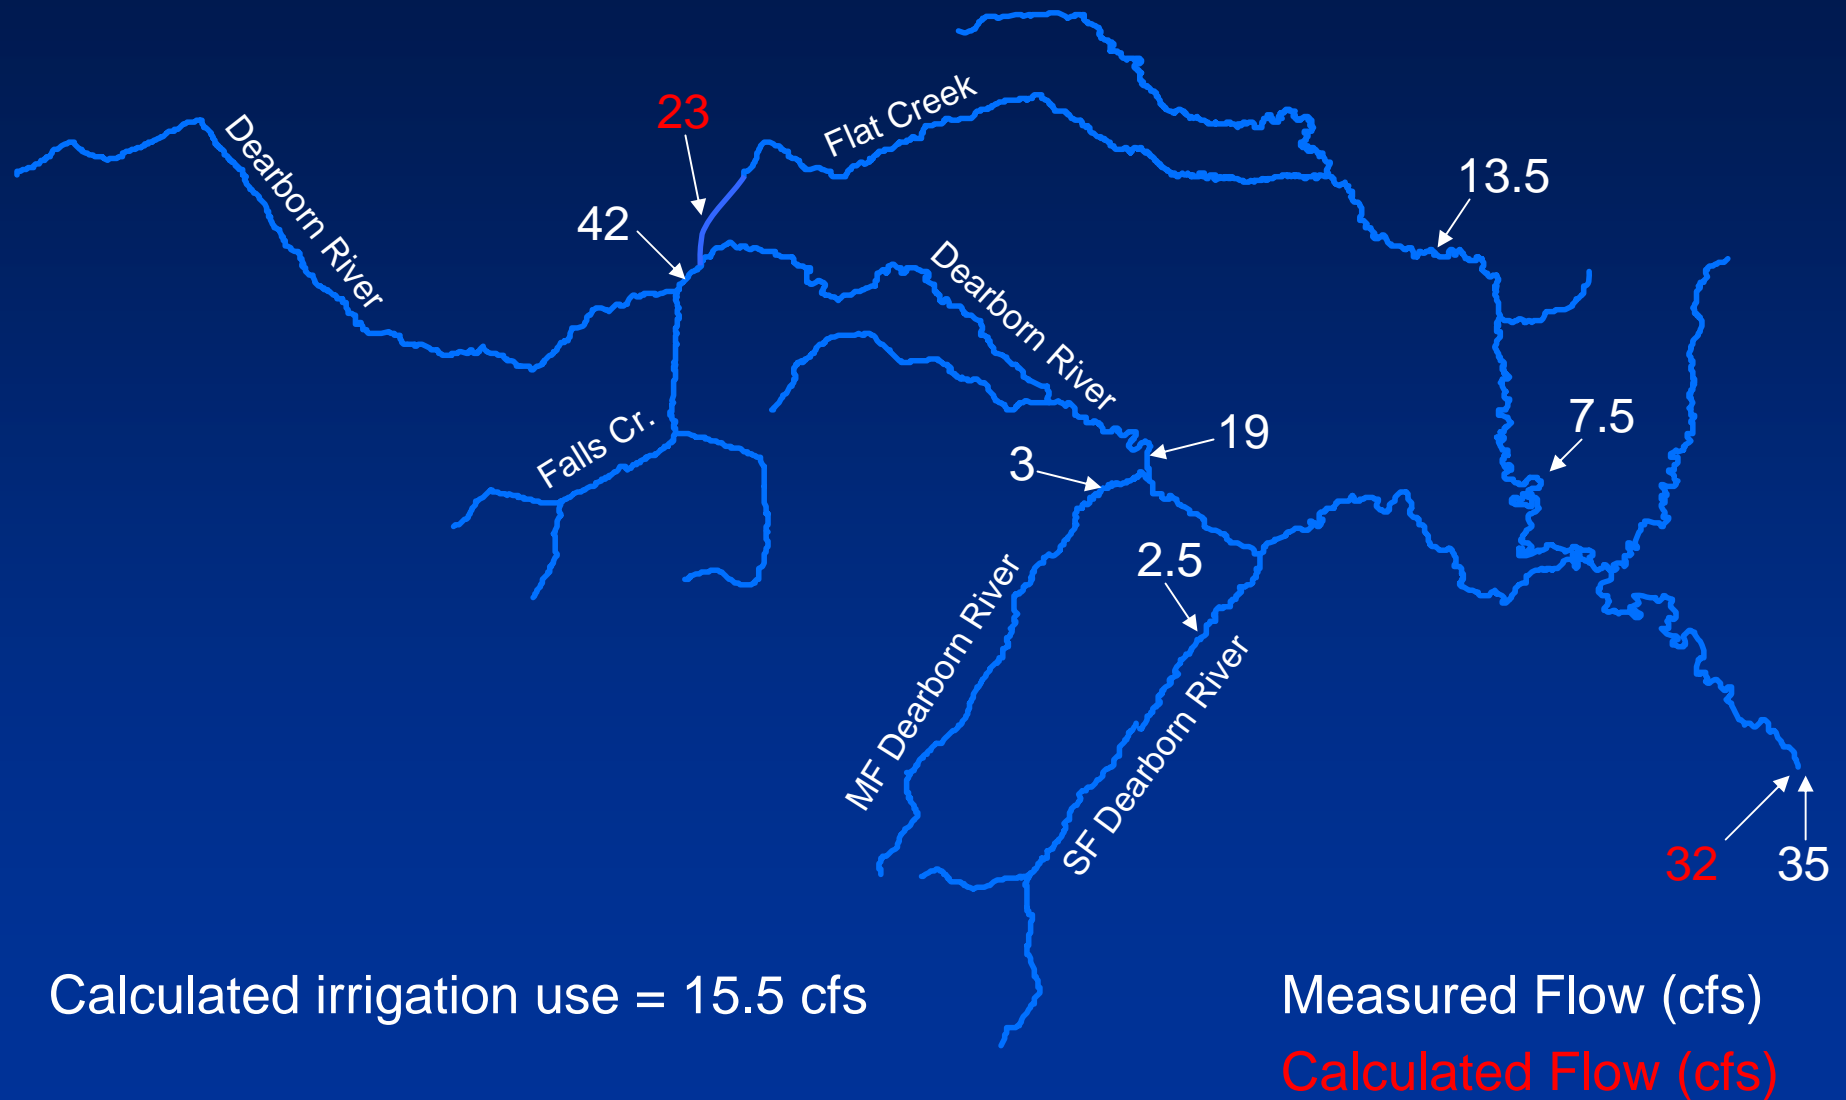 23
Flat Creek
Dearborn River
13.5
42
Dearborn River
7.5
19
3
Falls Cr.
2.5
MF Dearborn River
SF Dearborn River
32
35
Calculated irrigation use = 15.5 cfs
Measured Flow (cfs)
Calculated Flow (cfs)